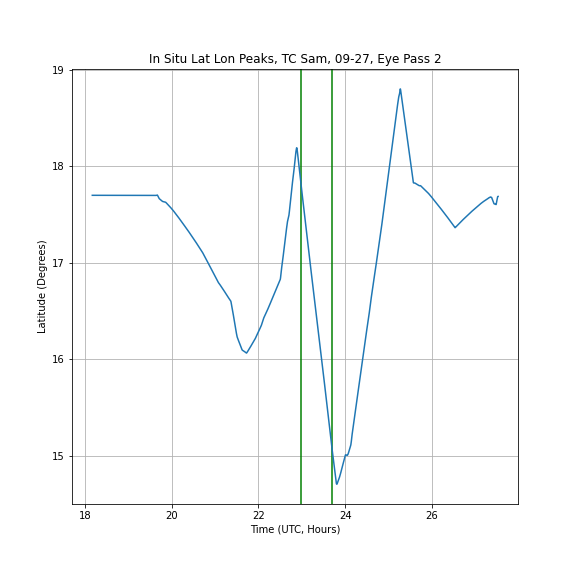 In Situ Lat Lon Peaks, TC Sam, 09-27, Eye Pass 2
19
18
17
16
15
Latitude (Degrees)
18 20 22 24 26
Time (UTC, Hours)